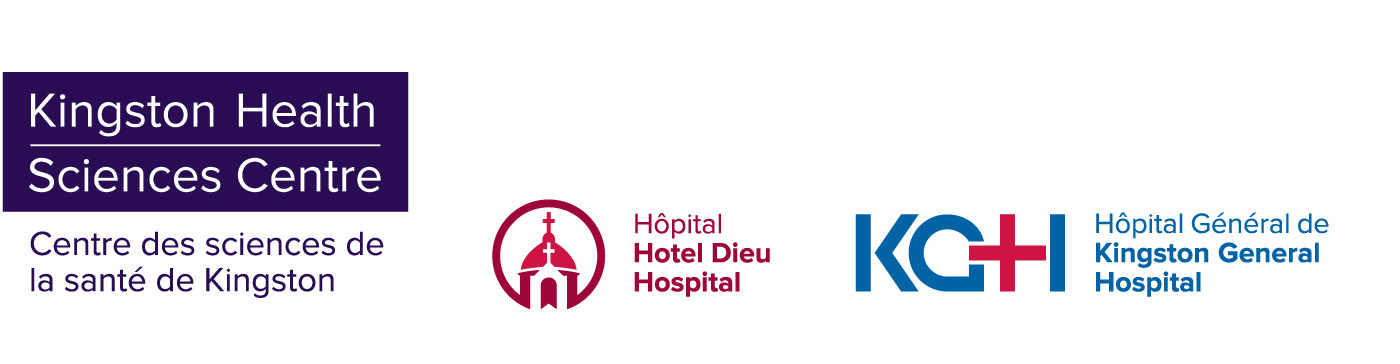 Kingston Health
Sciences Centre
Centre des sciences de
la santé de Kingston
Hôpital
Hotel Dieu
Hospital
KGH
Hôpital Général de
Kingston General
Hospital